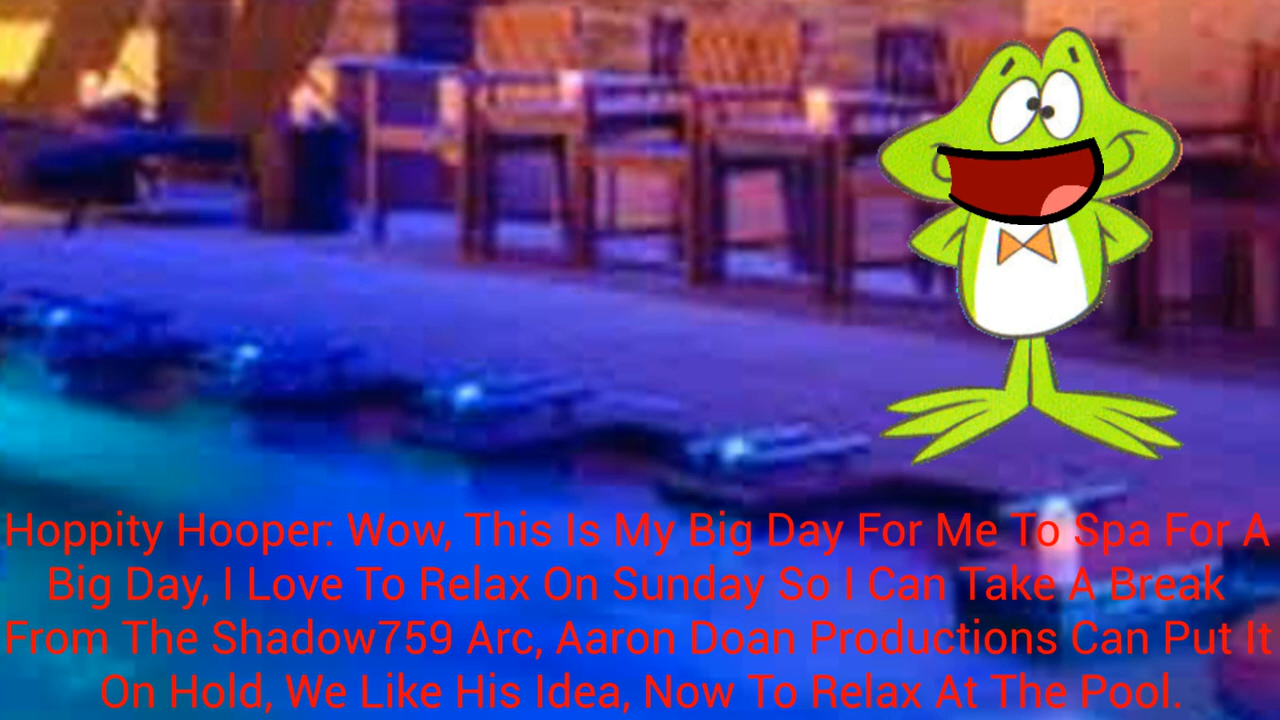 Hoppity Hooper: Wow, This Is My Big Day For Me To Spa For A
Big Day, I Love To Relax On Sunday So I Can Take A Break
From The Shadow759 Arc, Aaron Doan Productions Can Put It
On Hold, We Like His Idea, Now To Relax At The Pool.